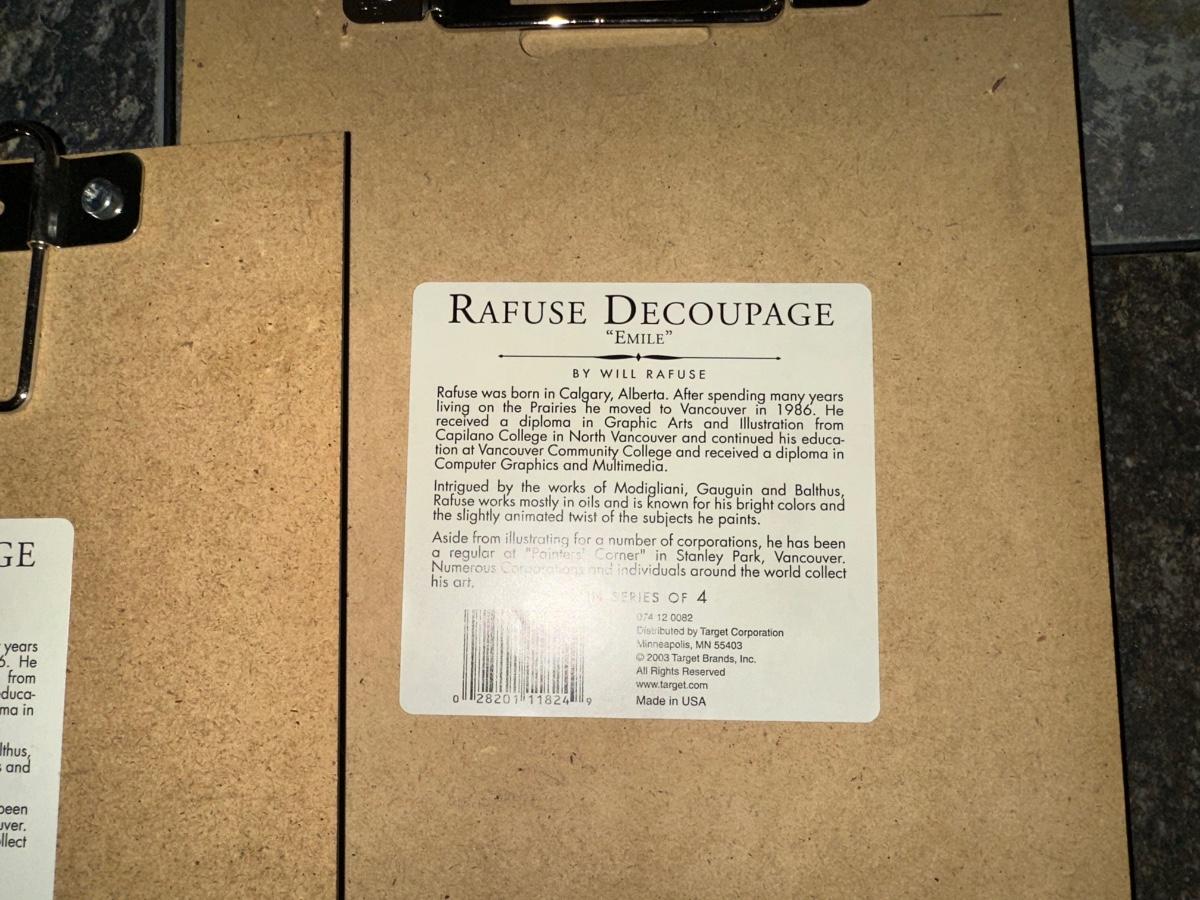 RAFUSE DECOUPAGE
“EMILE”
BY WILL RAFUSE
Rafuse was born in Calgary, Alberta. After spending many years
living on the Prairies he moved to Vancouver in 1986. He
received a diploma in Graphic Arts and Illustration from
Capilano College in North Vancouver and continued his educa-
tion at Vancouver Community College and received a diploma in
Computer Graphics and Multimedia.
Intrigued by the works of Modigliani, Gauguin and Balthus,
Rafuse works mostly in oils and is known for his bright colors and
the slightly animated twist of the subjects he paints.
Aside from illustrating for a number of corporations, he has been
a regular at "Painters' Corner" in Stanley Park, Vancouver.
Numerous Corporations and individuals around the world collect
his art.
IN SERIES OF 4
074 12 0082
Distributed by Target Corporation
Minneapolis, MN 55403
© 2003 Target Brands, Inc.
All Rights Reserved
www.target.com
Made in USA
0 28201 11824 9
GE
years
6. He
from
educa-
ma in
lthus,
s and
been
uver.
llect